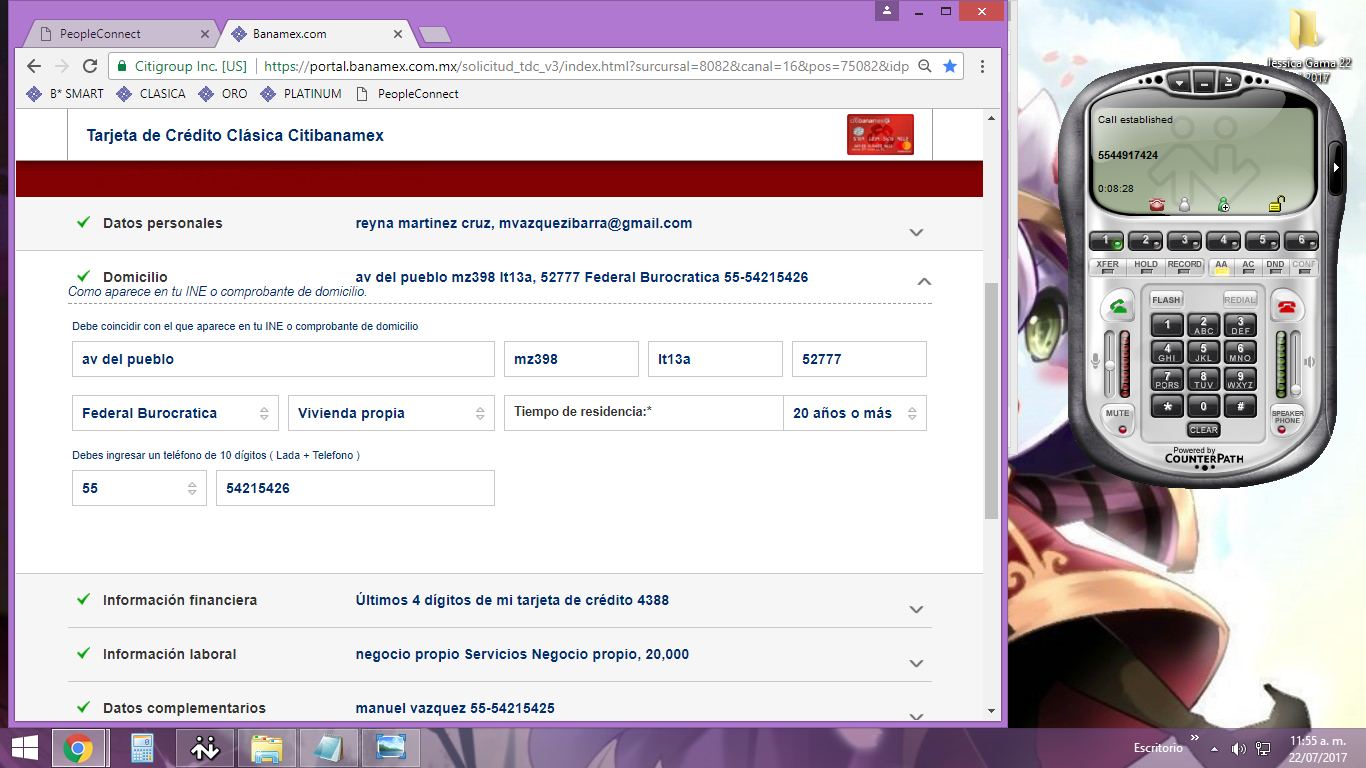 PeopleConnect
Banamex.com
Citigroup Inc. [US]
https://portal.banamex.com.mx/solicitud_tdc_v3/index.html?surcursal=8082&canal=16&pos=75082&idp
B* SMART
CLASICA
ORO
PLATINUM
PeopleConnect
Tarjeta de Crédito Clásica Citibanamex
Datos personales
reyna martinez cruz, mvazquezibarra@gmail.com
Domicilio
av del pueblo mz398 lt13a, 52777 Federal Burocratica 55-54215426
Como aparece en tu INE o comprobante de domicilio.
Debe coincidir con el que aparece en tu INE o comprobante de domicilio
av del pueblo
mz398
lt13a
52777
Federal Burocratica
Vivienda propia
Tiempo de residencia:*
20 años o más
Debes ingresar un teléfono de 10 dígitos ( Lada + Telefono )
55
54215426
Información financiera
Últimos 4 dígitos de mi tarjeta de crédito 4388
Información laboral
negocio propio Servicios Negocio propio, 20,000
Datos complementarios
manuel vazquez 55-54215425
Jessica Gama 22
2017
Call established
5544917424
0:08:28
1 2 3 4 5 6
XFER HOLD RECORD AA AC DND CONF
FLASH REDIAL
1 2 ABC 3 DEF
4 GHI 5 JKL 6 MNO
7 PQRS 8 TUV 9 WXYZ
* 0 #
MUTE
SPEAKER PHONE
CLEAR
Powered by
COUNTERPATH
Escritorio
11:55 a. m.
22/07/2017